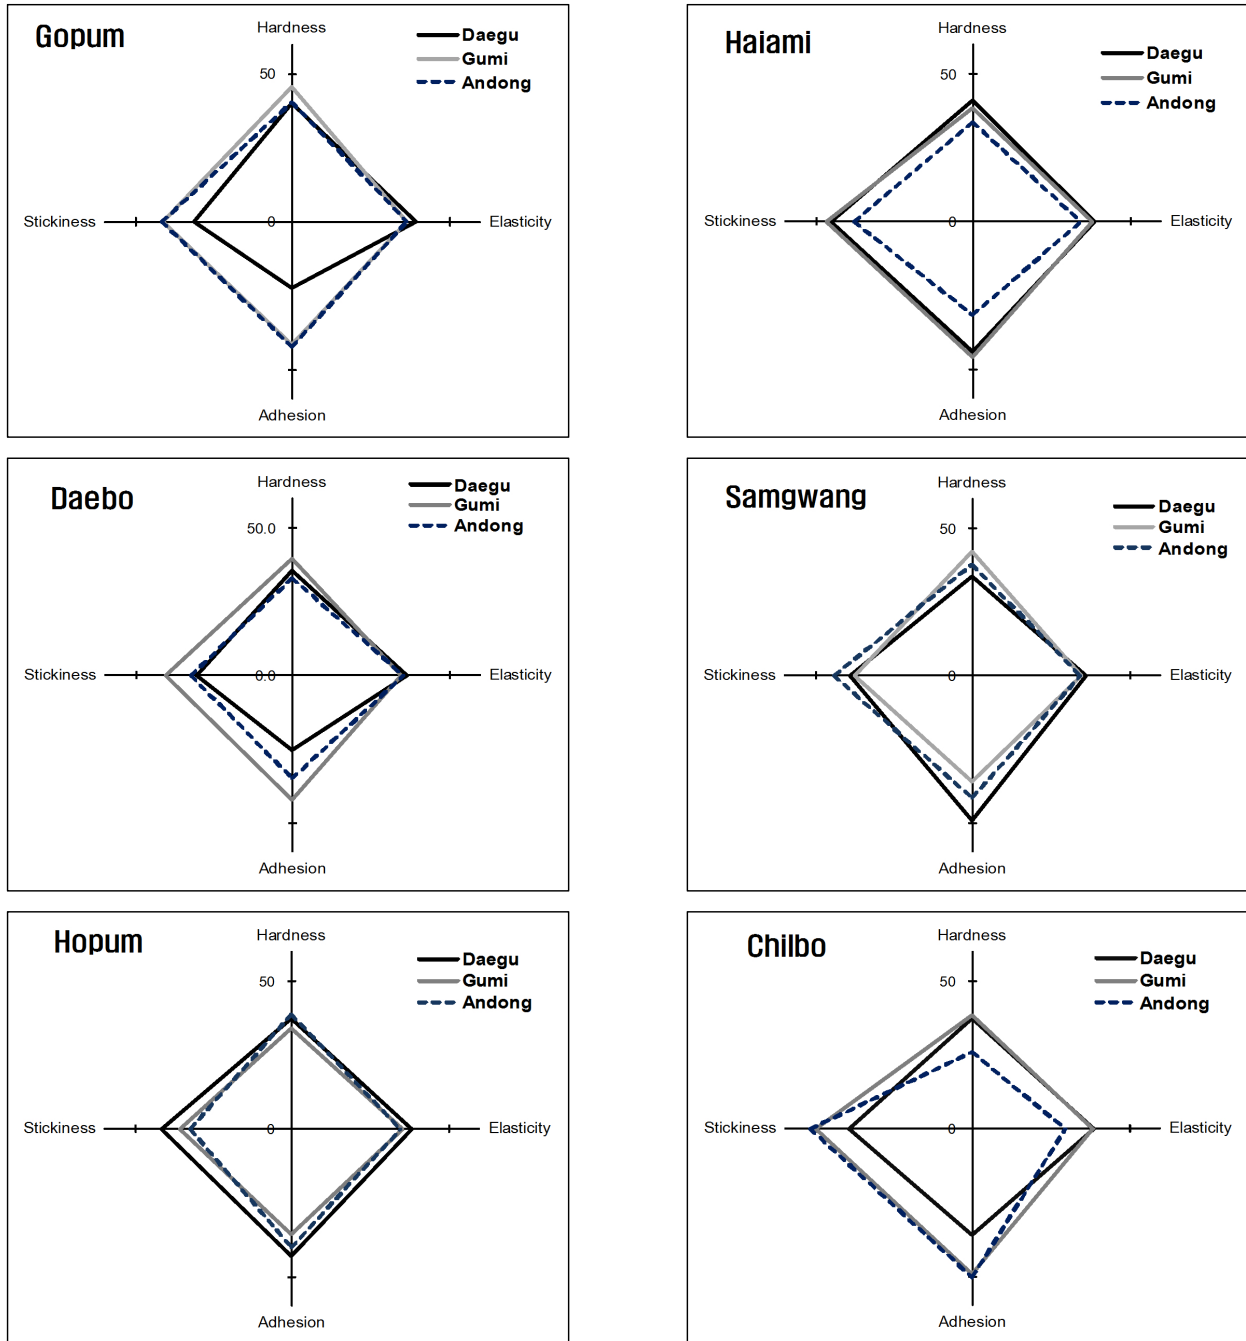 Gopum
Hardness
Daegu
Gumi
Andong
50
Stickiness
0
Elasticity
Adhesion
Haiami
Hardness
Daegu
Gumi
Andong
50
Stickiness
0
Elasticity
Adhesion
Daebo
Hardness
Daegu
Gumi
Andong
50.0
Stickiness
0.0
Elasticity
Adhesion
Samgwang
Hardness
Daegu
Gumi
Andong
50
Stickiness
0
Elasticity
Adhesion
Hopum
Hardness
Daegu
Gumi
Andong
50
Stickiness
0
Elasticity
Adhesion
Chilbo
Hardness
Daegu
Gumi
Andong
50
Stickiness
0
Elasticity
Adhesion